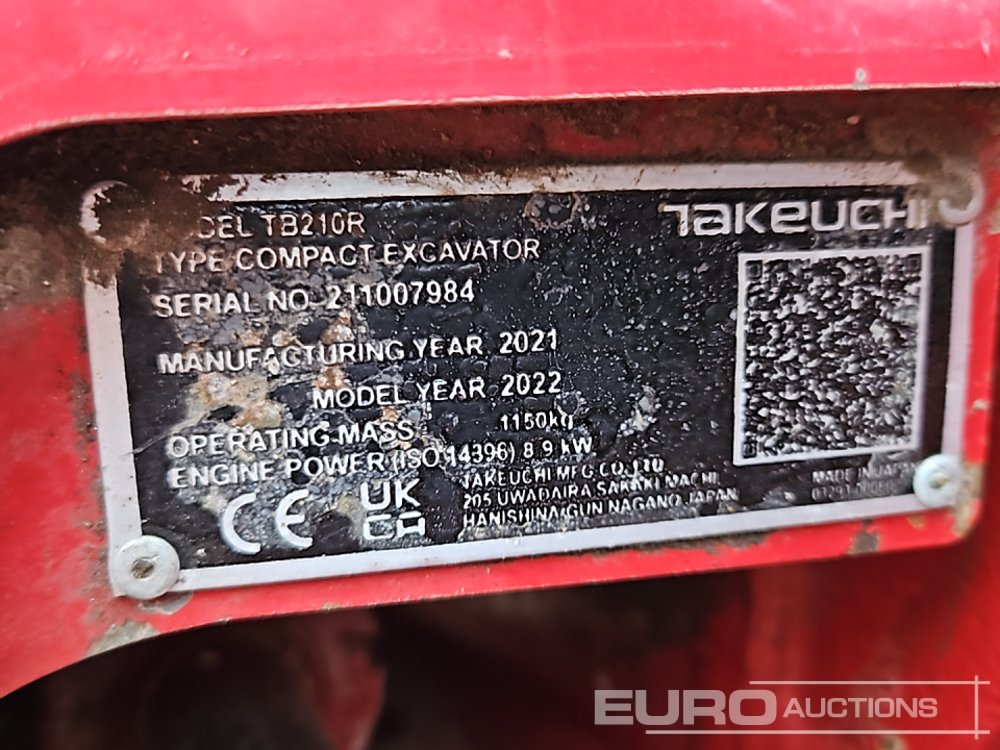 TAKEUCHI
TB210R
TYPE COMPACT EXCAVATOR
SERIAL NO. 211007984
MANUFACTURING YEAR 2021
MODEL YEAR 2022
OPERATING MASS 1150kg
ENGINE POWER (ISO 14396) 8.9 kW
TAKEUCHI MFG. CO., LTD.
205 UWADAIRA SAKAKI MACHI,
HANISHINA-GUN NAGANO, JAPAN
CE
UK
CA
MADE IN JAPAN
EURO AUCTIONS